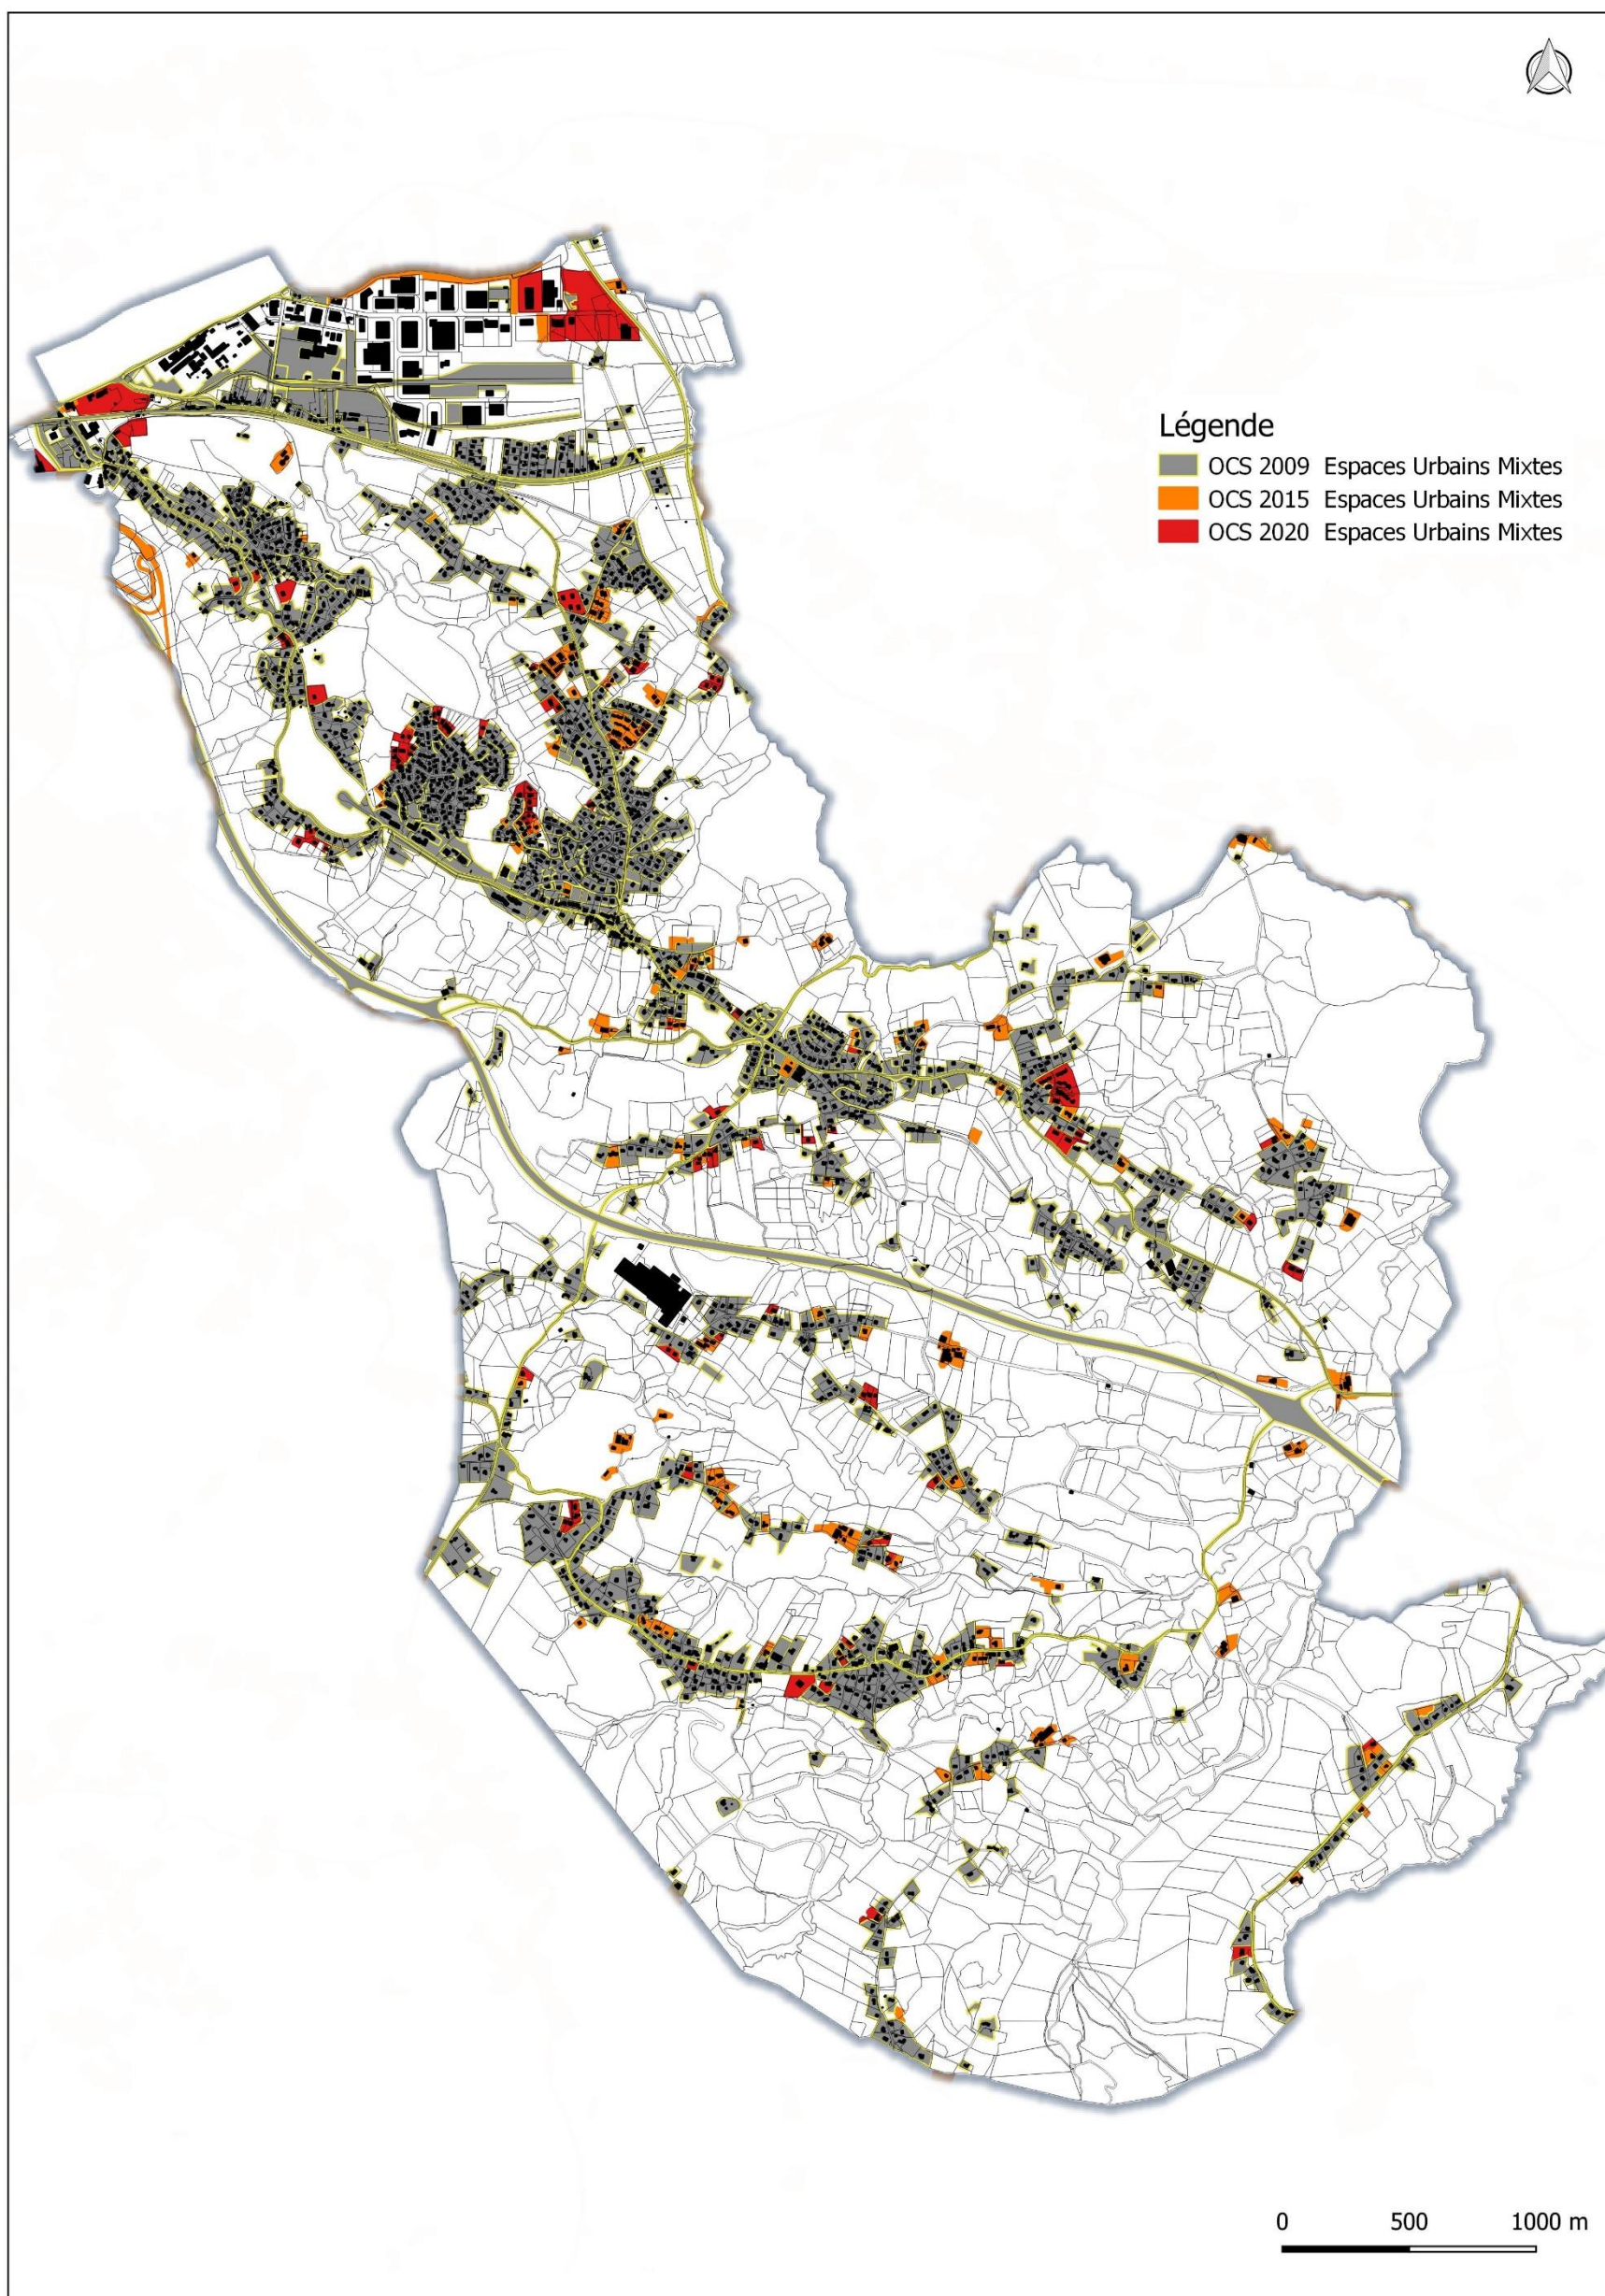 Légende
OCS 2009 Espaces Urbains Mixtes
OCS 2015 Espaces Urbains Mixtes
OCS 2020 Espaces Urbains Mixtes
0 500 1000 m